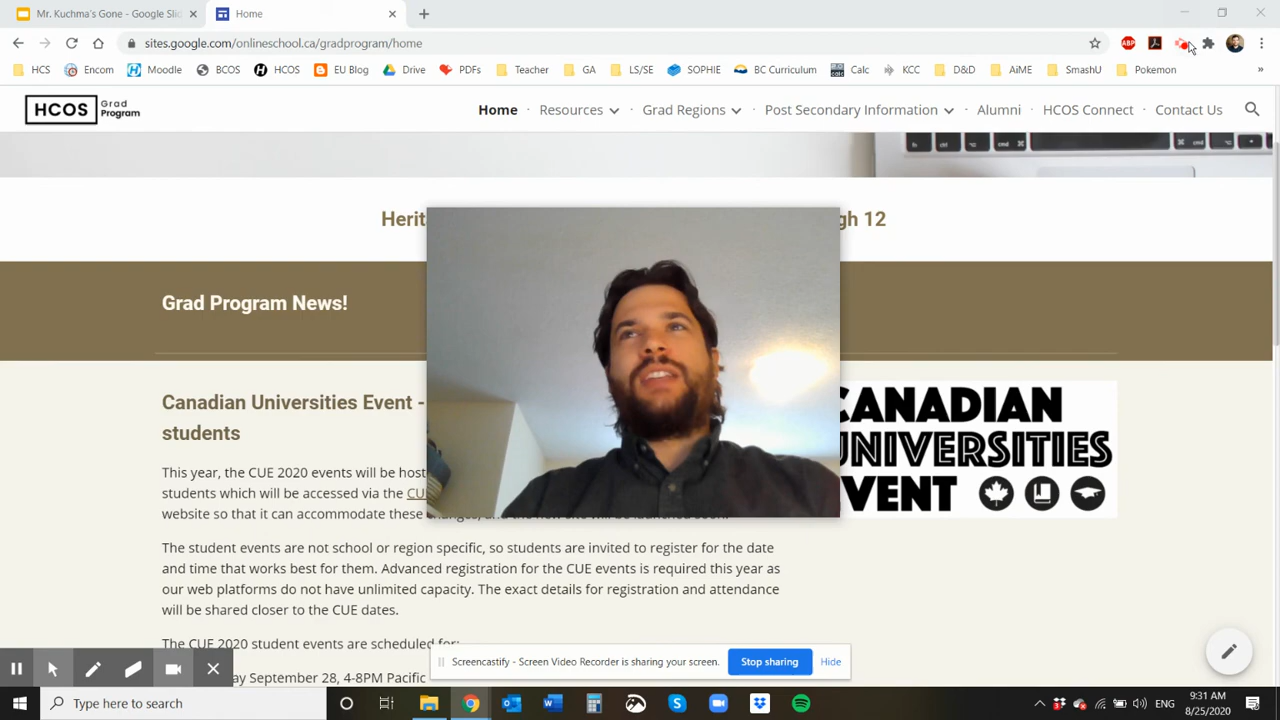 Mr. Kuchma's Gone - Google Slid
Home
sites.google.com/onlineschool.ca/gradprogram/home
ABP
HCS
Encom
Moodle
BCOS
HCOS
EU Blog
Drive
PDFs
Teacher
GA
LS/SE
SOPHIE
BC Curriculum
Calc
KCC
D&D
AiME
SmashU
Pokemon
»
HCOS Grad Program
Home
Resources
Grad Regions
Post Secondary Information
Alumni
HCOS Connect
Contact Us
Herit gh 12
Grad Program News!
Canadian Universities Event -
students
This year, the CUE 2020 events will be host
students which will be accessed via the CU
website so that it can accommodate these
The student events are not school or region specific, so students are invited to register for the date
and time that works best for them. Advanced registration for the CUE events is required this year as
our web platforms do not have unlimited capacity. The exact details for registration and attendance
will be shared closer to the CUE dates.
The CUE 2020 student events are scheduled for:
ay September 28, 4-8PM Pacific
CANADIAN
UNIVERSITIES
EVENT
Screencastify - Screen Video Recorder is sharing your screen.
Stop sharing
Hide
Type here to search
ENG
9:31 AM
8/25/2020